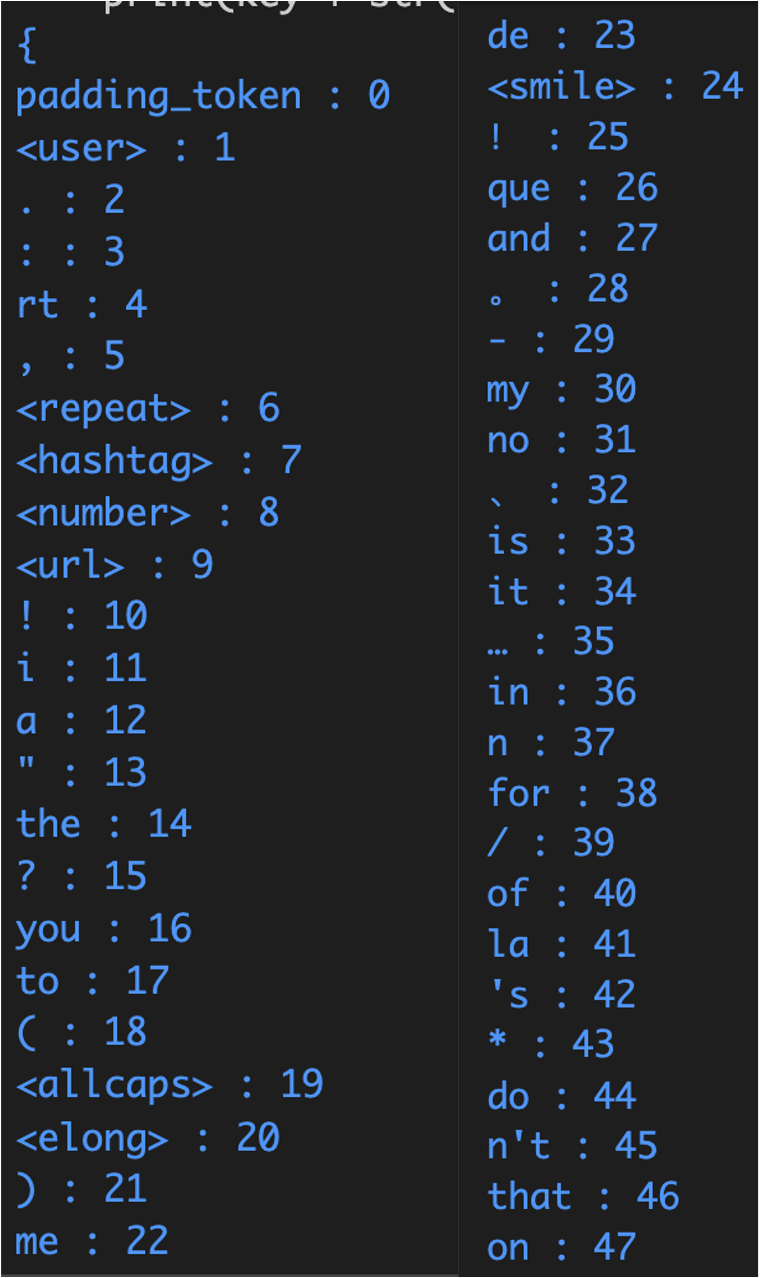 print(key + str(
{
padding_token : 0
<user> : 1
. : 2
: : 3
rt : 4
, : 5
<repeat> : 6
<hashtag> : 7
<number> : 8
<url> : 9
! : 10
i : 11
a : 12
" : 13
the : 14
? : 15
you : 16
to : 17
( : 18
<allcaps> : 19
<elong> : 20
) : 21
me : 22
de : 23
<smile> : 24
！ : 25
que : 26
and : 27
。 : 28
- : 29
my : 30
no : 31
、 : 32
is : 33
it : 34
… : 35
in : 36
n : 37
for : 38
/ : 39
of : 40
la : 41
's : 42
* : 43
do : 44
n't : 45
that : 46
on : 47